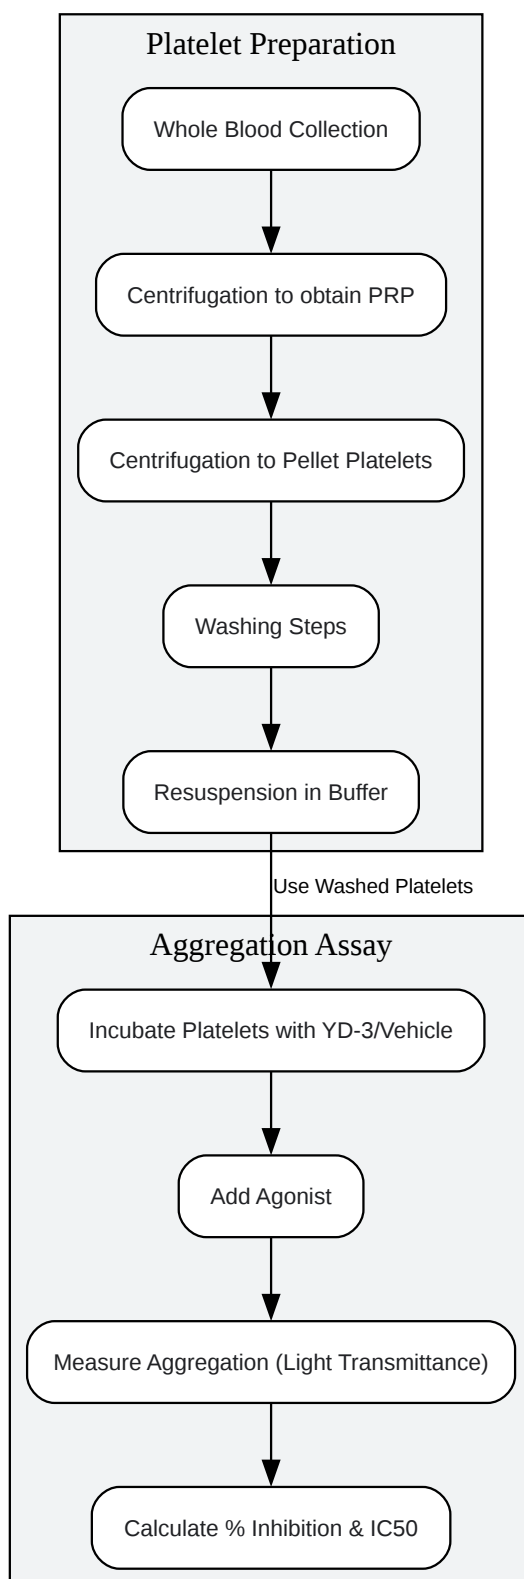 Platelet Preparation
Whole Blood Collection
Centrifugation to obtain PRP
Centrifugation to Pellet Platelets
Washing Steps
Resuspension in Buffer
Use Washed Platelets
Aggregation Assay
Incubate Platelets with YD-3/Vehicle
Add Agonist
Measure Aggregation (Light Transmittance)
Calculate % Inhibition & IC50